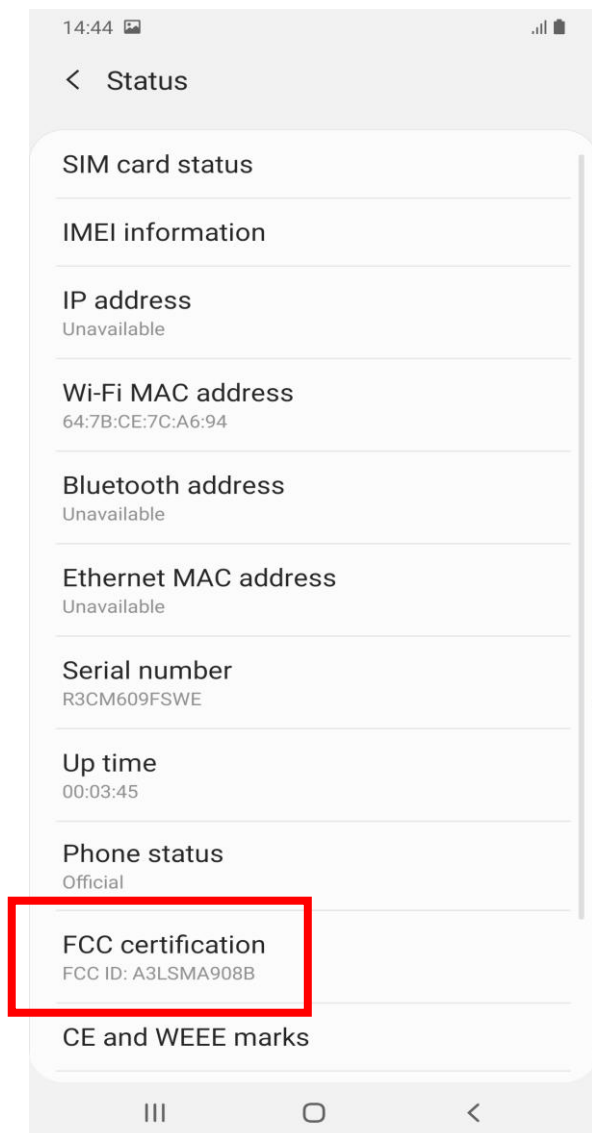 14:44
Status
SIM card status
IMEI information
IP address
Unavailable
Wi-Fi MAC address
64:7B:CE:7C:A6:94
Bluetooth address
Unavailable
Ethernet MAC address
Unavailable
Serial number
R3CM609FSWE
Up time
00:03:45
Phone status
Official
FCC certification
FCC ID: A3LSMA908B
CE and WEEE marks